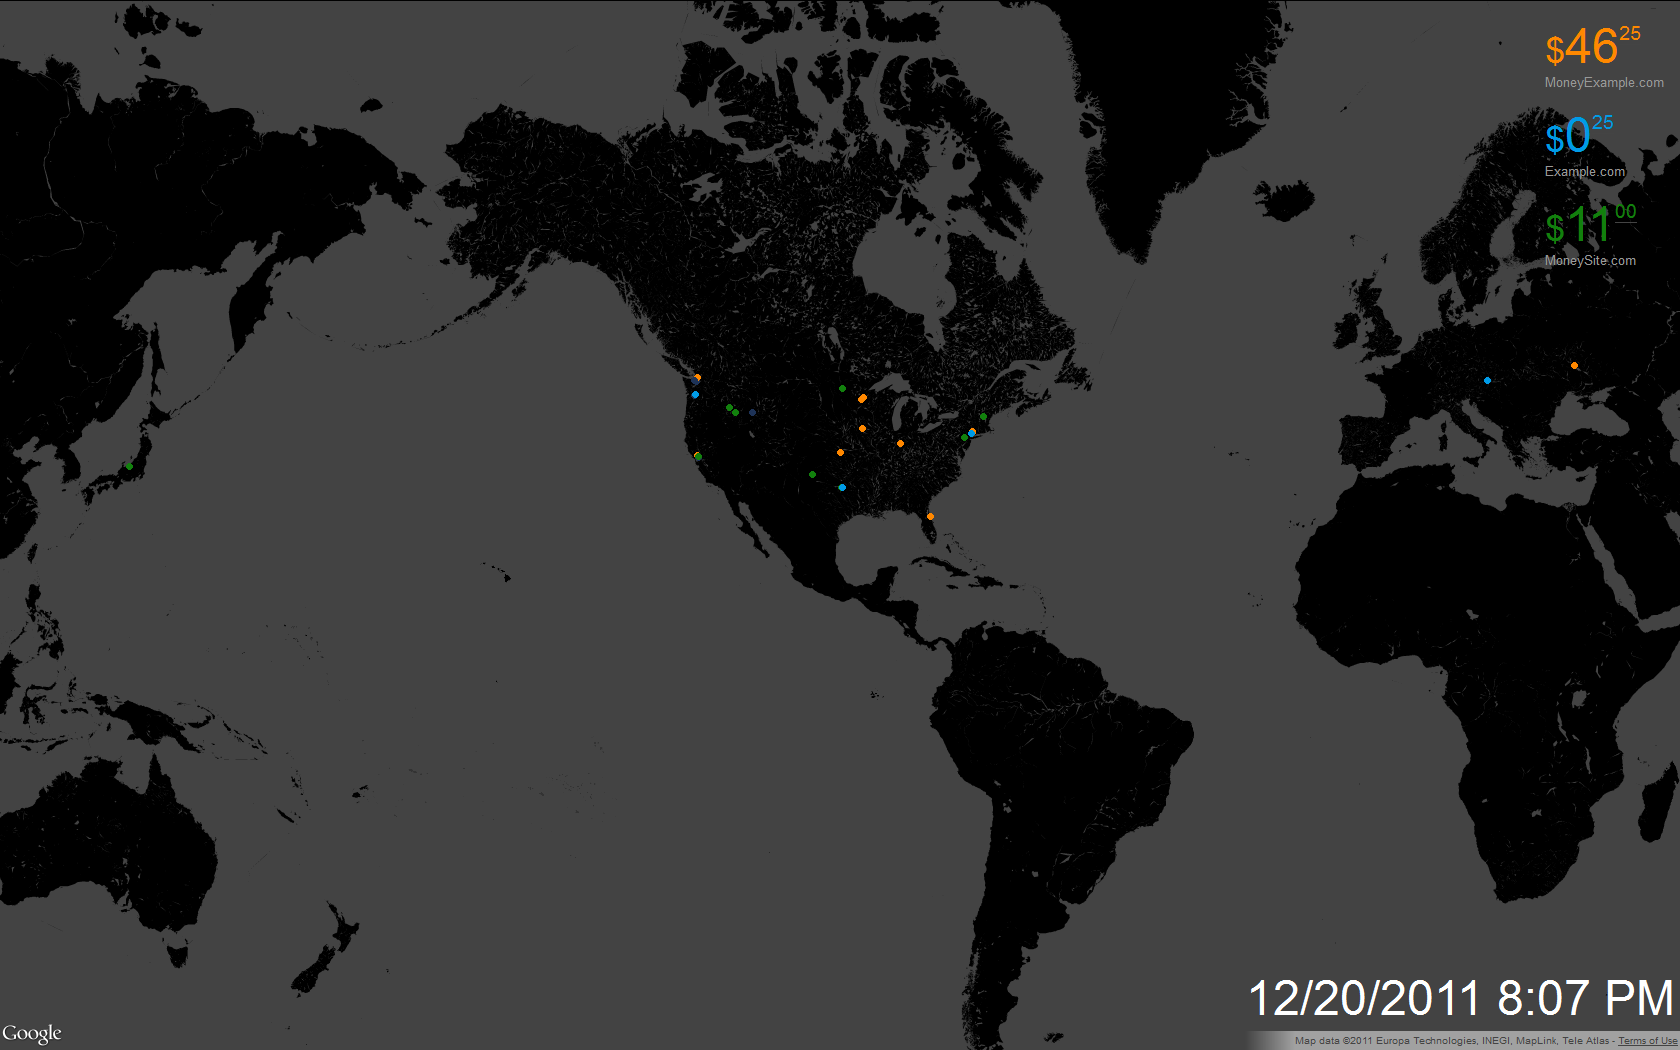 $46 25
MoneyExample.com
$0 25
Example.com
$11 00
MoneySite.com
12/20/2011 8:07 PM
Google
Map data ©2011 Europa Technologies, INEGI, MapLink, Tele Atlas - Terms of Use